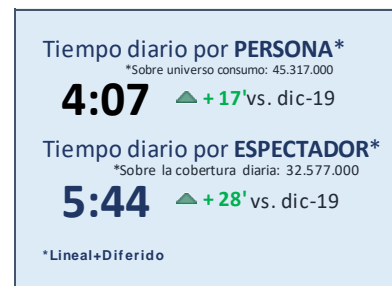 Tiempo diario por PERSONA*
*Sobre universo consumo: 45.317.000
4:07 + 17' vs. dic-19
Tiempo diario por ESPECTADOR*
*Sobre la cobertura diaria: 32.577.000
5:44 + 28' vs. dic-19
*Lineal+Diferido